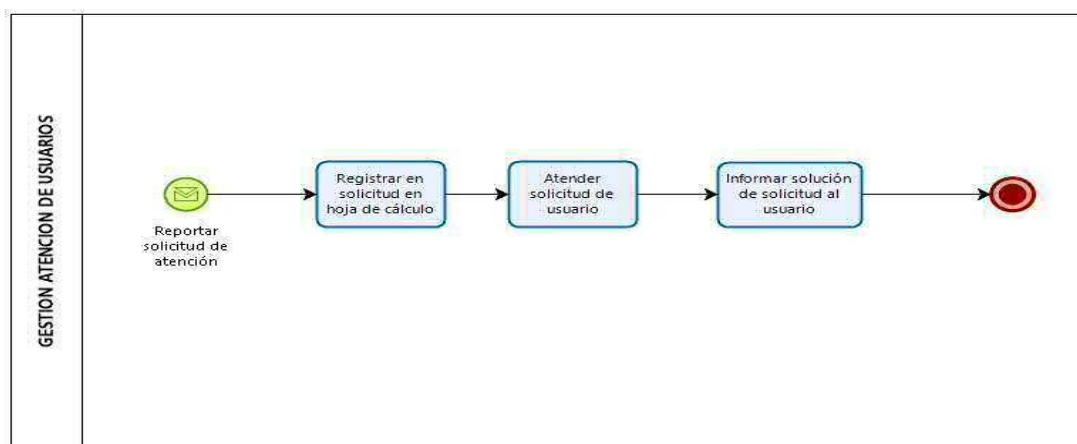 GESTION ATENCION DE USUARIOS
Reportar
solicitud de
atención
Registrar en
solicitud en
hoja de cálculo
Atender
solicitud de
usuario
Informar solución
de solicitud al
usuario